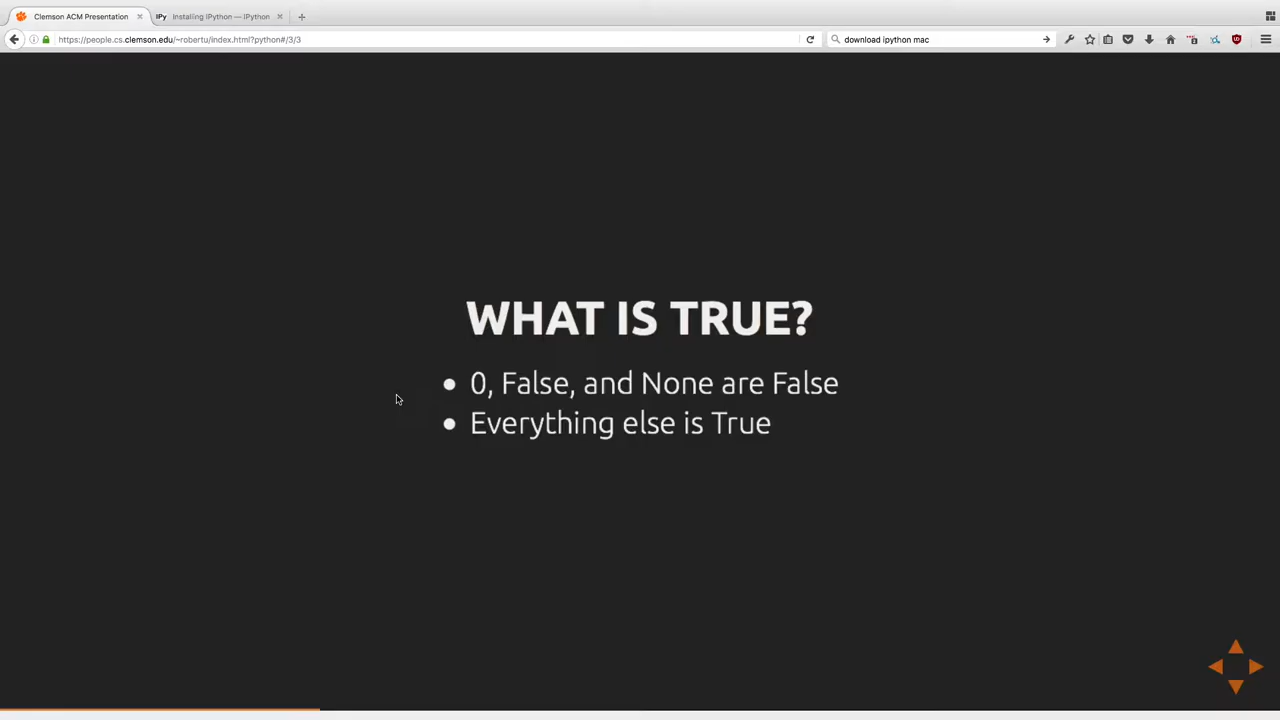 Clemson ACM Presentation
IPy Installing IPython — IPython
https://people.cs.clemson.edu/~robertu/index.html?python#/3/3
download ipython mac
WHAT IS TRUE?
• 0, False, and None are False
• Everything else is True